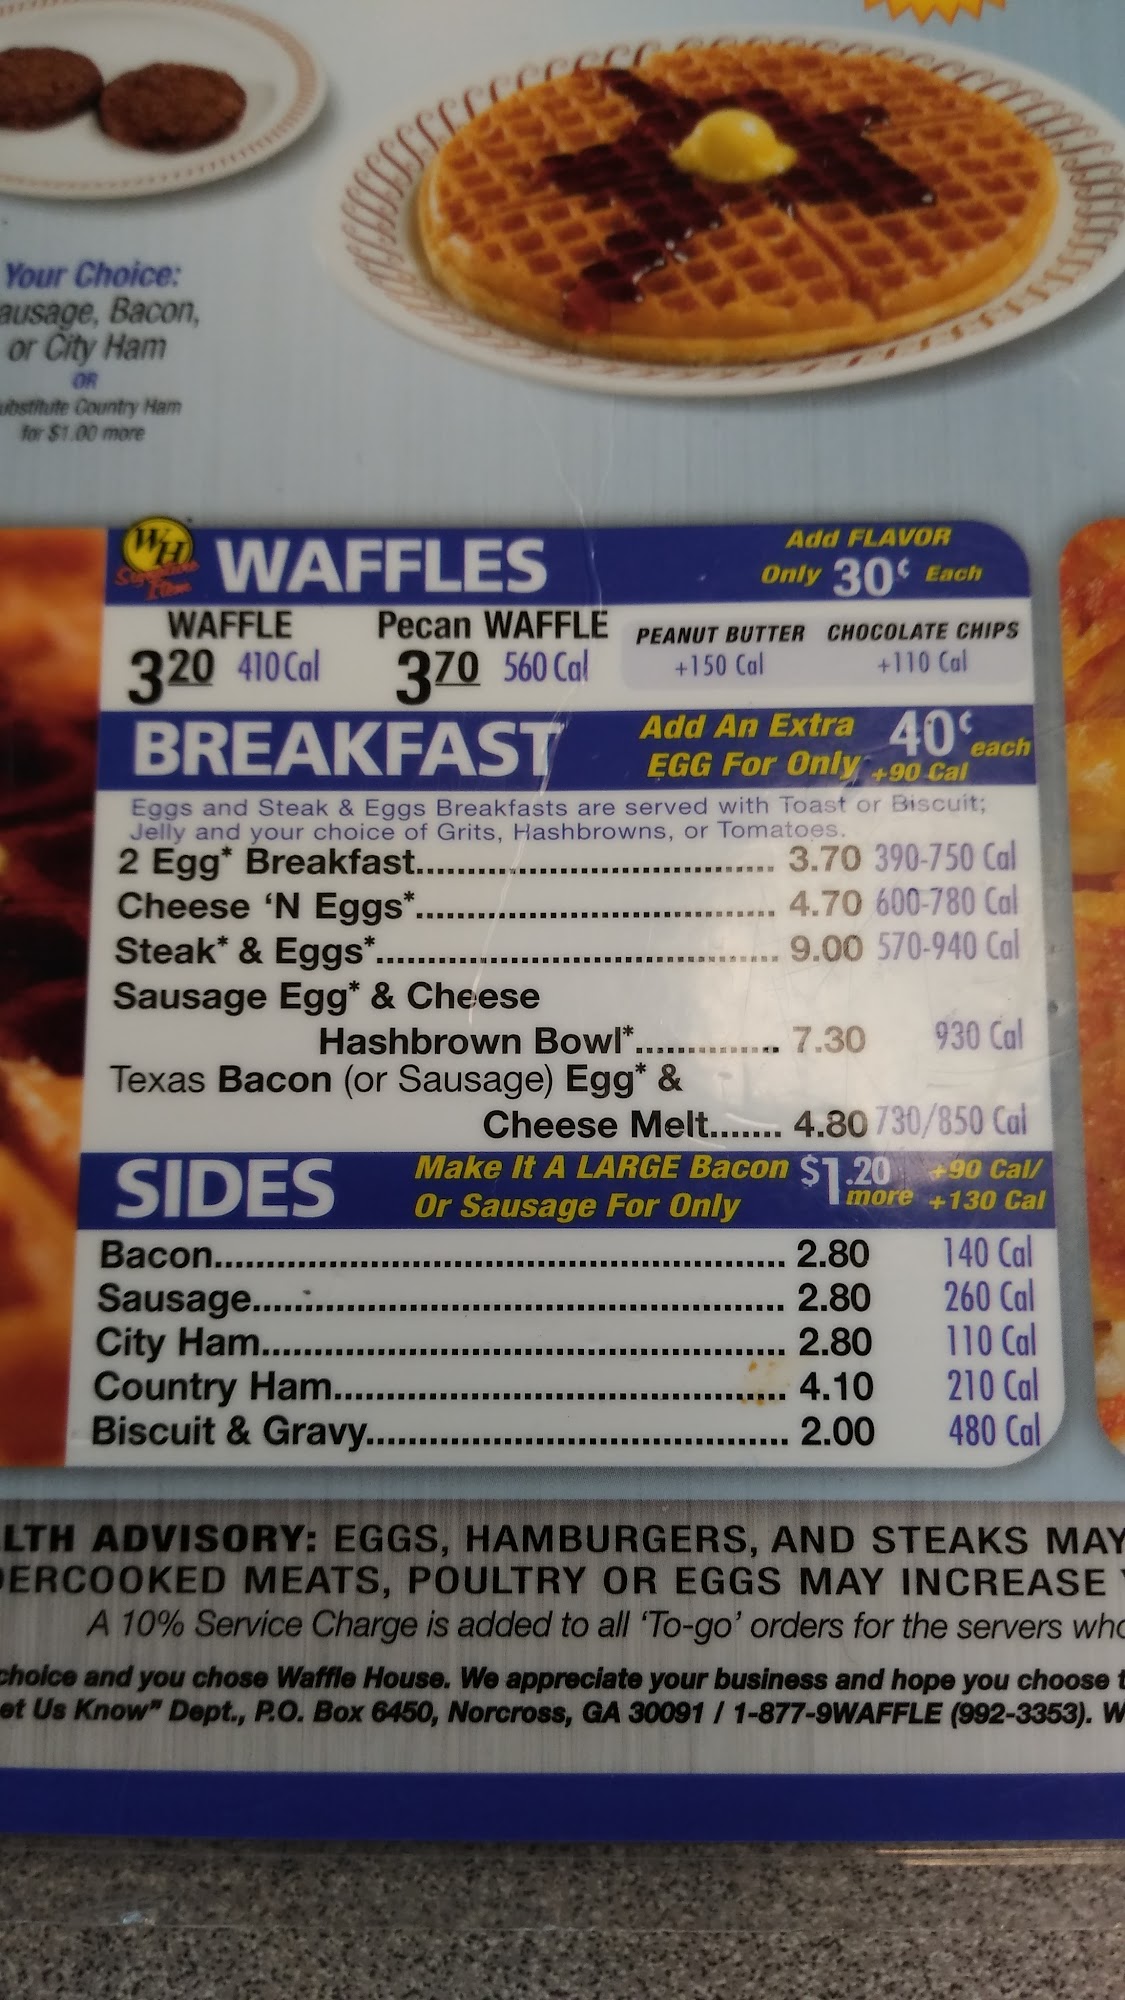 Your Choice:
ausage, Bacon,
or City Ham
OR
ubstitute Country Ham
for $1.00 more
WH
Signature
Item
WAFFLES
Add FLAVOR
Only 30¢ Each
WAFFLE
3.20 410 Cal
Pecan WAFFLE
3.70 560 Cal
PEANUT BUTTER
+150 Cal
CHOCOLATE CHIPS
+110 Cal
BREAKFAST
Add An Extra
EGG For Only
40¢ each
+90 Cal
Eggs and Steak & Eggs Breakfasts are served with Toast or Biscuit;
Jelly and your choice of Grits, Hashbrowns, or Tomatoes.
2 Egg* Breakfast................................ 3.70 390-750 Cal
Cheese ‘N Eggs*................................ 4.70 600-780 Cal
Steak* & Eggs*.................................... 9.00 570-940 Cal
Sausage Egg* & Cheese
Hashbrown Bowl*............. 7.30 930 Cal
Texas Bacon (or Sausage) Egg* &
Cheese Melt....... 4.80 730/850 Cal
SIDES
Make It A LARGE Bacon
Or Sausage For Only
$1.20 more
+90 Cal/
+130 Cal
Bacon.................................................... 2.80 140 Cal
Sausage................................................ 2.80 260 Cal
City Ham............................................... 2.80 110 Cal
Country Ham......................................... 4.10 210 Cal
Biscuit & Gravy...................................... 2.00 480 Cal
LTH ADVISORY: EGGS, HAMBURGERS, AND STEAKS MAY
ERCOOKED MEATS, POULTRY OR EGGS MAY INCREASE
A 10% Service Charge is added to all ‘To-go’ orders for the servers who
choice and you chose Waffle House. We appreciate your business and hope you choose t
et Us Know” Dept., P.O. Box 6450, Norcross, GA 30091 / 1-877-9WAFFLE (992-3353). W